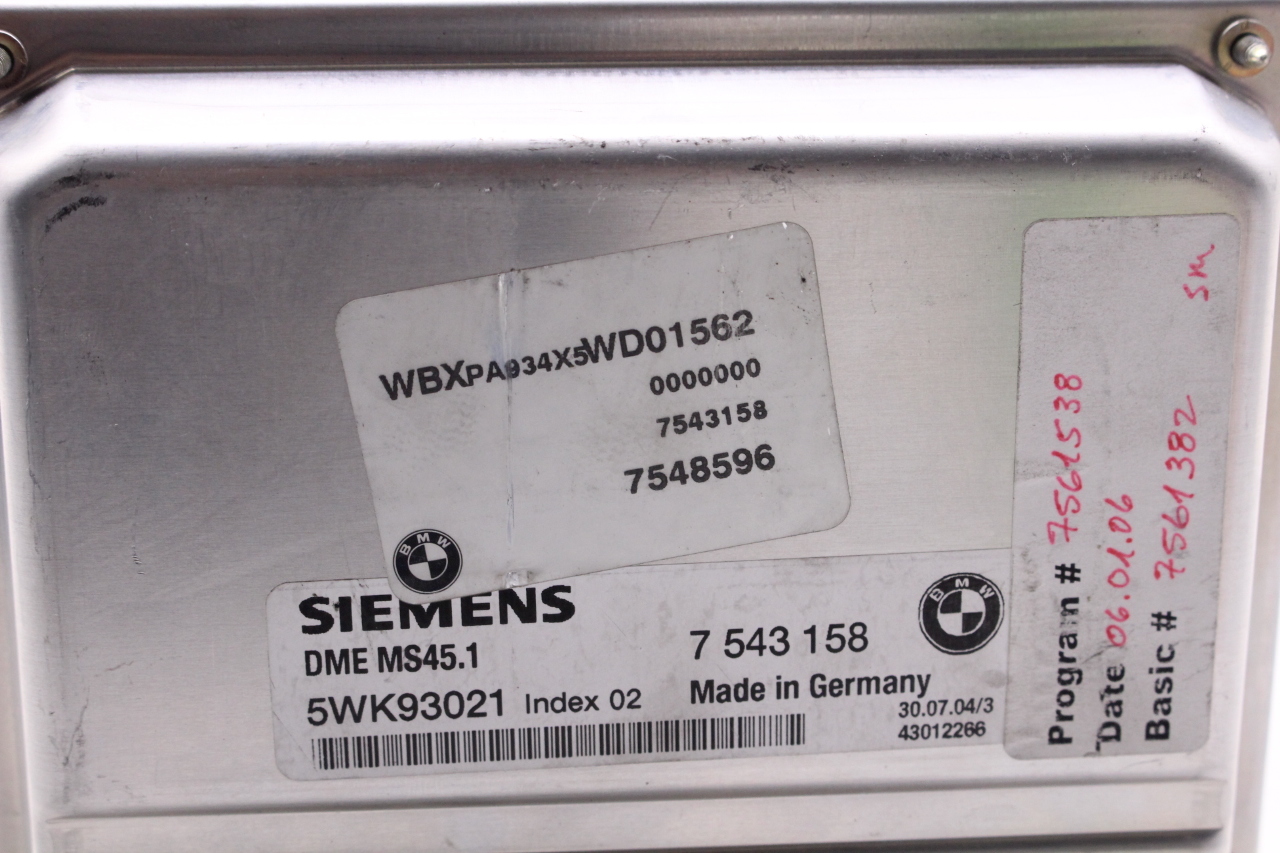 WBXPA934X5WD01562
0000000
7543158
7548596
BMW
SIEMENS
DME MS45.1
5WK93021 Index 02
7 543 158
Made in Germany
30.07.04/3
43012266
BMW
Program # 7561538
Date 06.01.06
Basic # 7561382
SM